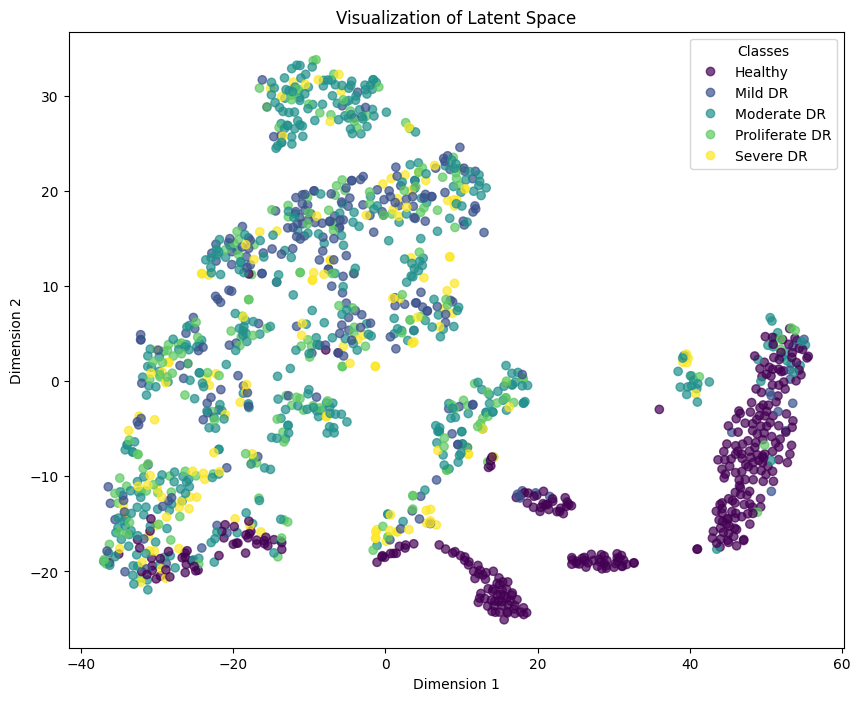 Visualization of Latent Space
Classes
Healthy
Mild DR
Moderate DR
Proliferate DR
Severe DR
Dimension 2
30
20
10
0
−10
−20
−40
−20
0
20
40
60
Dimension 1